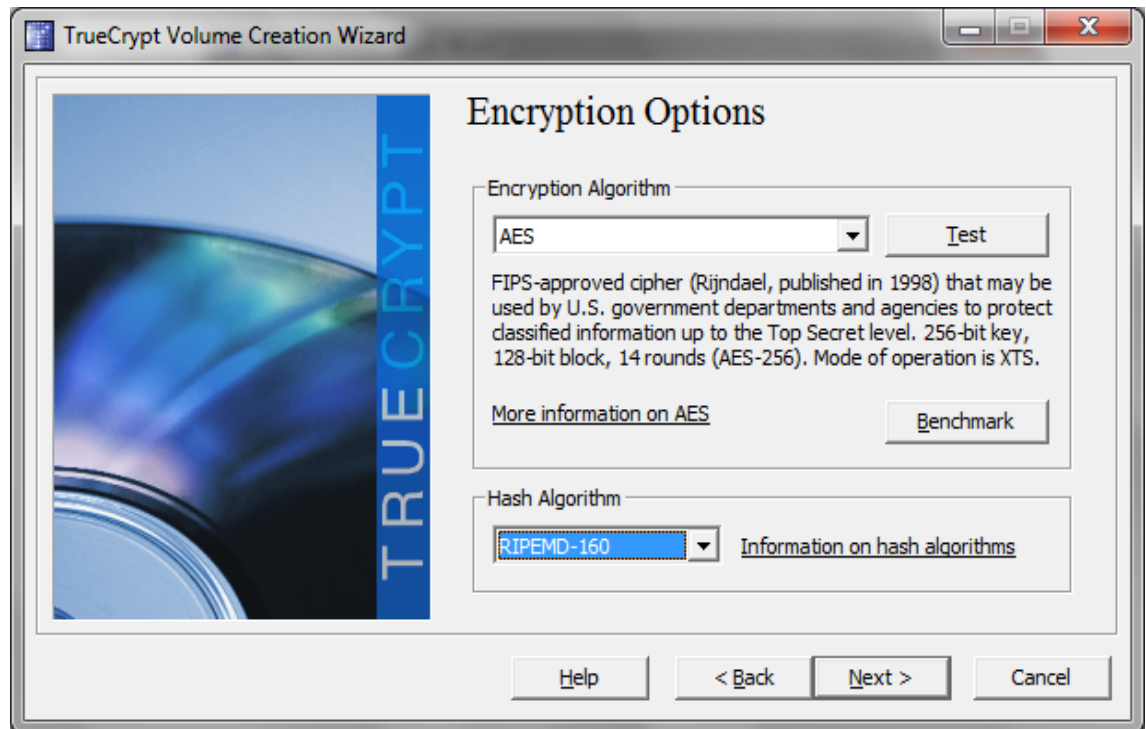 TrueCrypt Volume Creation Wizard
TRUECRYPT
Encryption Options
Encryption Algorithm
AES
Test
FIPS-approved cipher (Rijndael, published in 1998) that may be
used by U.S. government departments and agencies to protect
classified information up to the Top Secret level. 256-bit key,
128-bit block, 14 rounds (AES-256). Mode of operation is XTS.
More information on AES
Benchmark
Hash Algorithm
RIPEMD-160
Information on hash algorithms
Help
< Back
Next >
Cancel